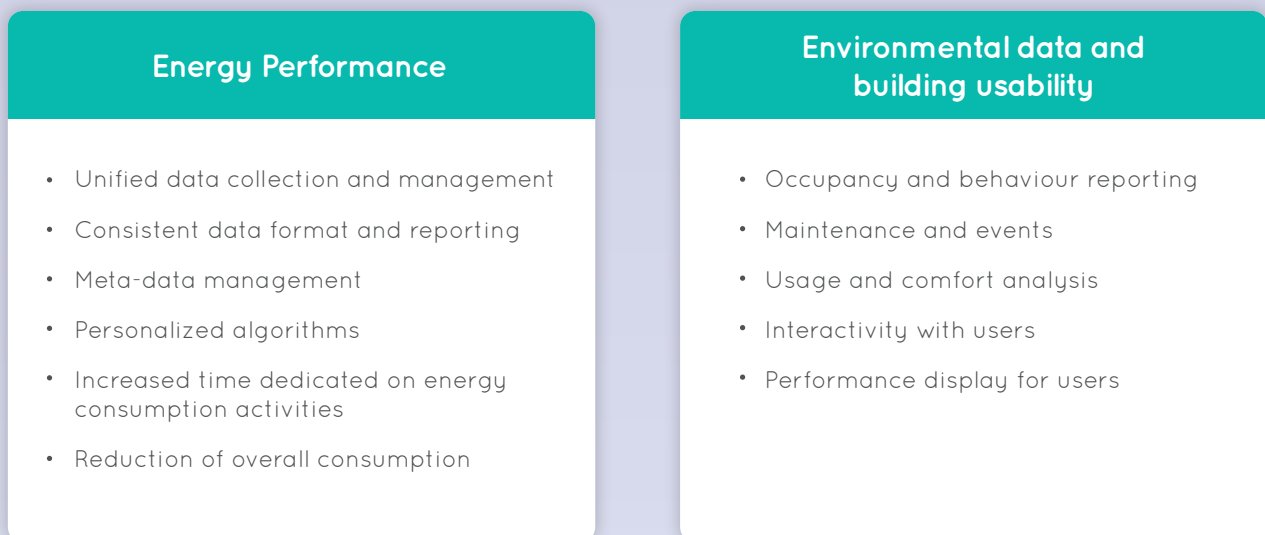 Energy Performance
• Unified data collection and management
• Consistent data format and reporting
• Meta-data management
• Personalized algorithms
• Increased time dedicated on energy
consumption activities
• Reduction of overall consumption
Environmental data and
building usability
• Occupancy and behaviour reporting
• Maintenance and events
• Usage and comfort analysis
• Interactivity with users
• Performance display for users